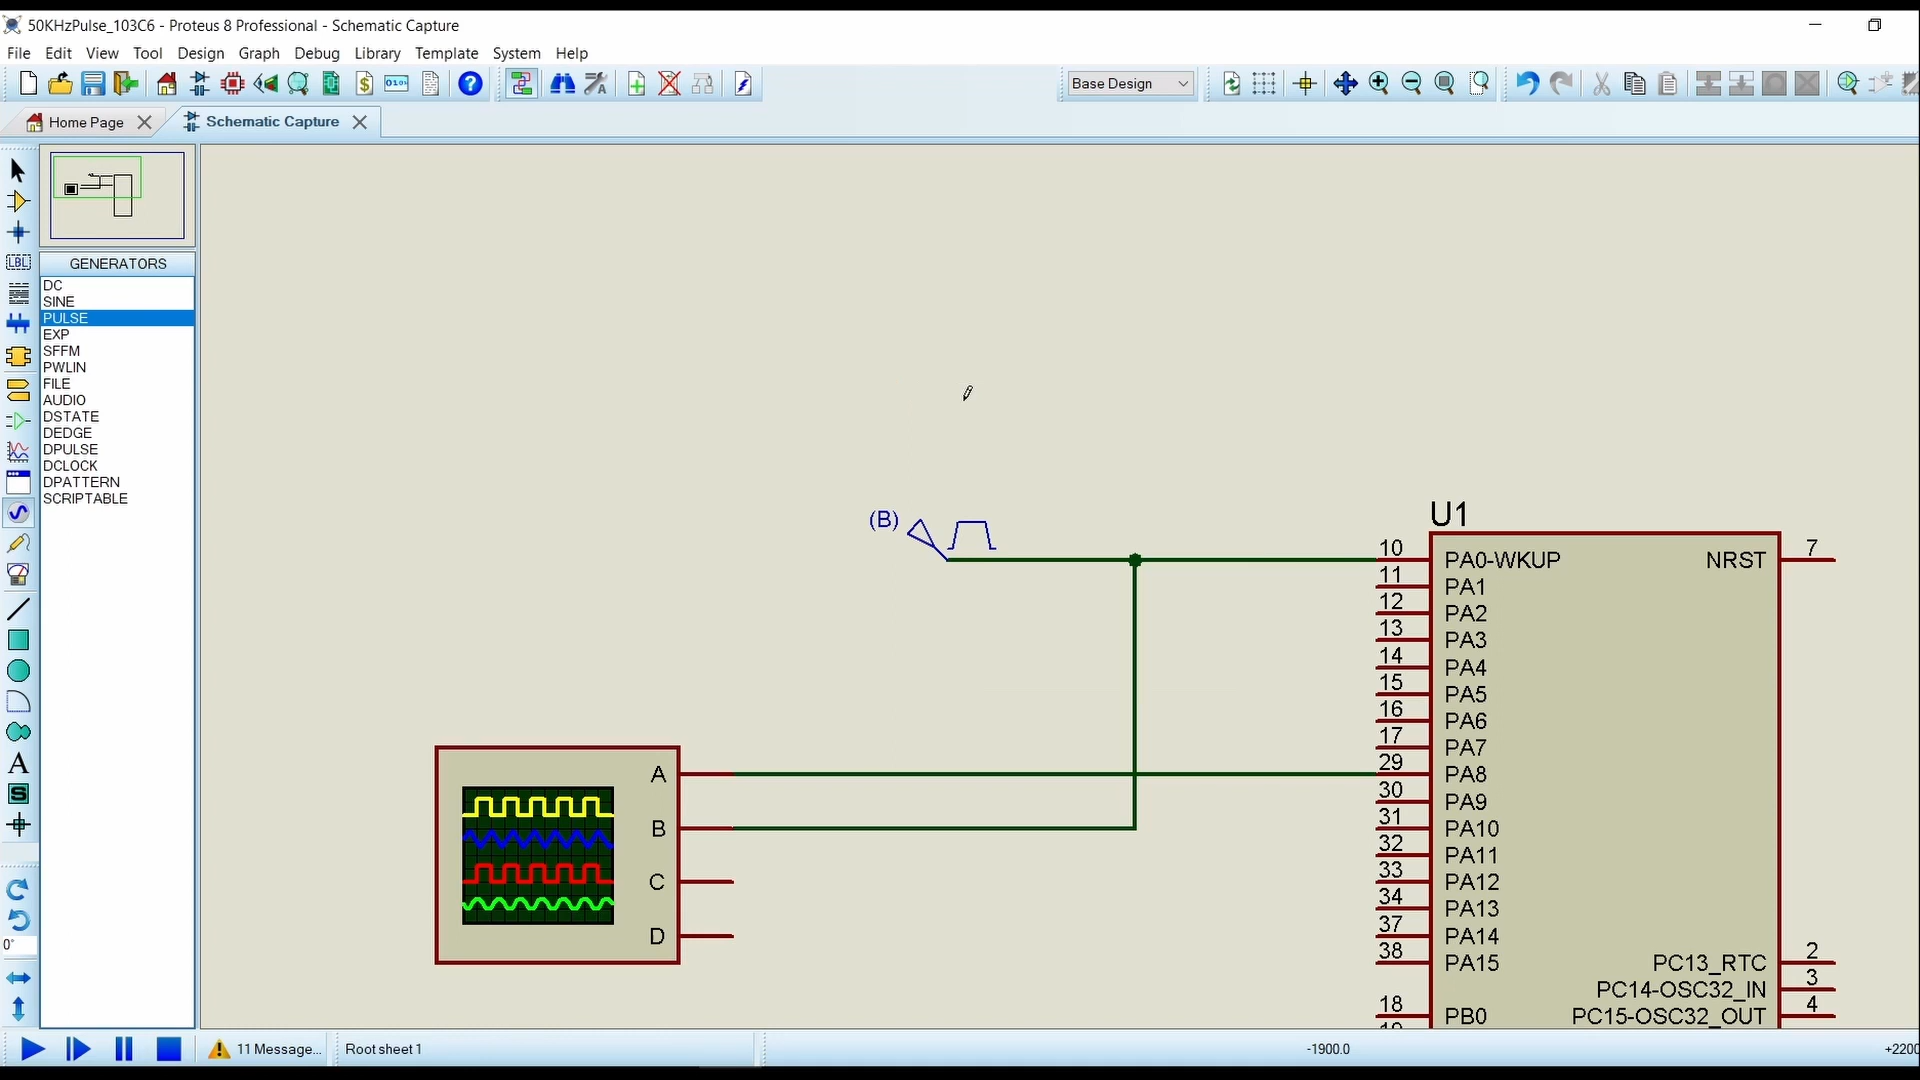 50KHzPulse_103C6 - Proteus 8 Professional - Schematic Capture
File Edit View Tool Design Graph Debug Library Template System Help
Base Design
Home Page
Schematic Capture
LBL
GENERATORS
DC
SINE
PULSE
EXP
SFFM
PWLIN
FILE
AUDIO
DSTATE
DEDGE
DPULSE
DCLOCK
DPATTERN
SCRIPTABLE
A
S
0°
(B)
A
B
C
D
U1
10 PA0-WKUP NRST 7
11 PA1
12 PA2
13 PA3
14 PA4
15 PA5
16 PA6
17 PA7
29 PA8
30 PA9
31 PA10
32 PA11
33 PA12
34 PA13
37 PA14
38 PA15 PC13_RTC 2
PC14-OSC32_IN 3
18 PB0 PC15-OSC32_OUT 4
11 Message... Root sheet 1 -1900.0 +2200